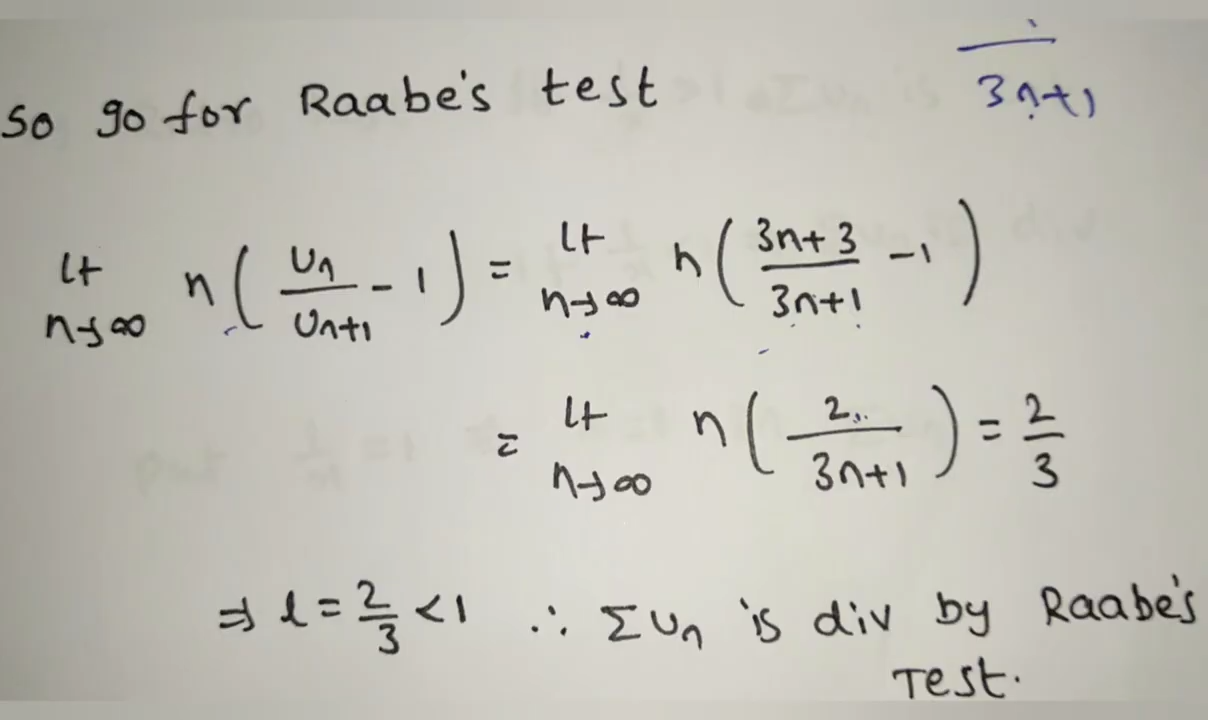 3n+1
So go for Raabe's test
lt n→∞ n( Un/Un+1 - 1 ) = lt n→∞ n( 3n+3/3n+1 - 1 )
= lt n→∞ n( 2/3n+1 ) = 2/3
⇒ l = 2/3 < 1 ∴ ΣUn is div by Raabe's
Test.